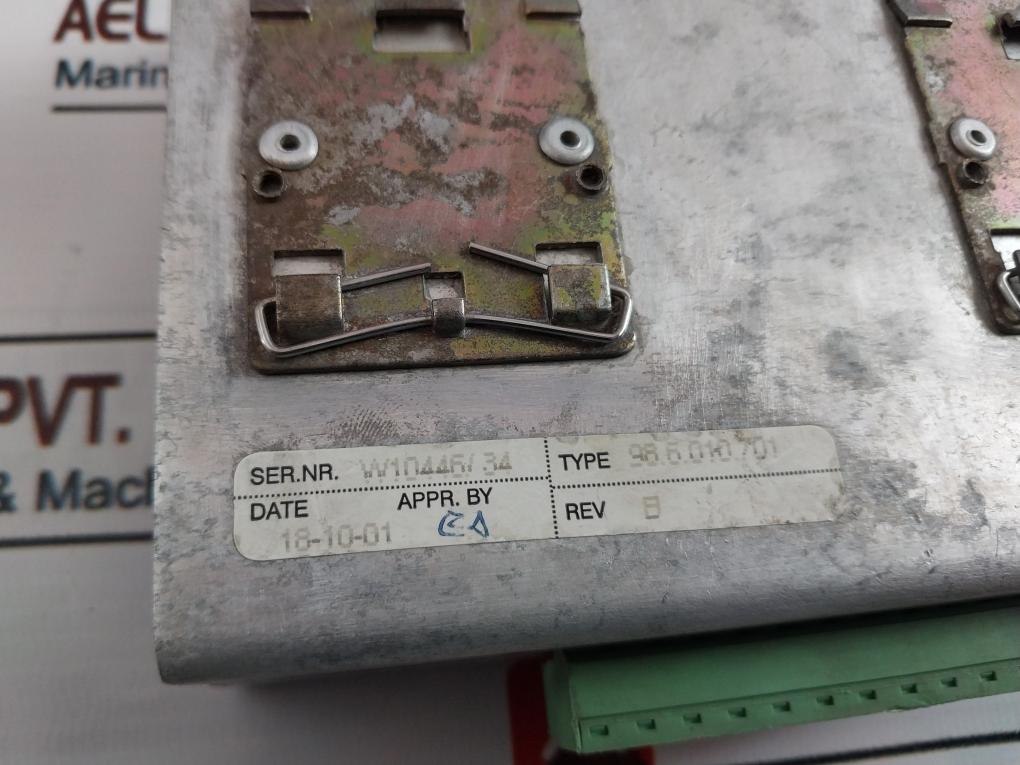 AEL
Marin
PVT.
& Mach
SER.NR. W10446/34
TYPE 98.6.010.701
DATE APPR. BY
18-10-01
REV B